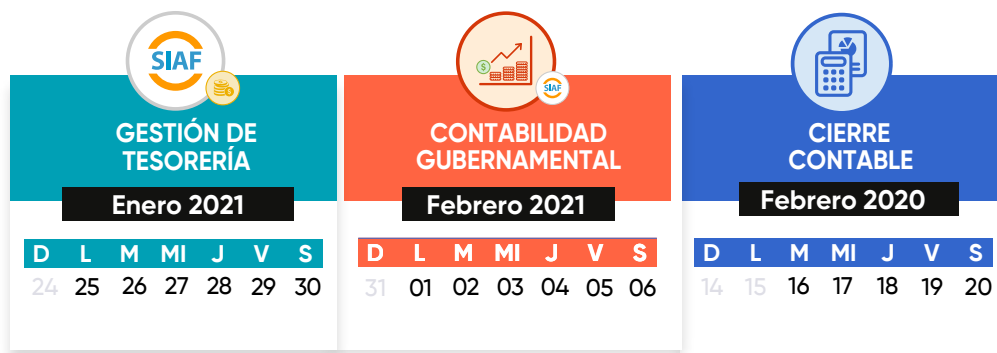 SIAF
GESTIÓN DE
TESORERÍA
Enero 2021
D L M MI J V S
24 25 26 27 28 29 30
$
SIAF
CONTABILIDAD
GUBERNAMENTAL
Febrero 2021
D L M MI J V S
31 01 02 03 04 05 06
CIERRE
CONTABLE
Febrero 2020
D L M MI J V S
14 15 16 17 18 19 20